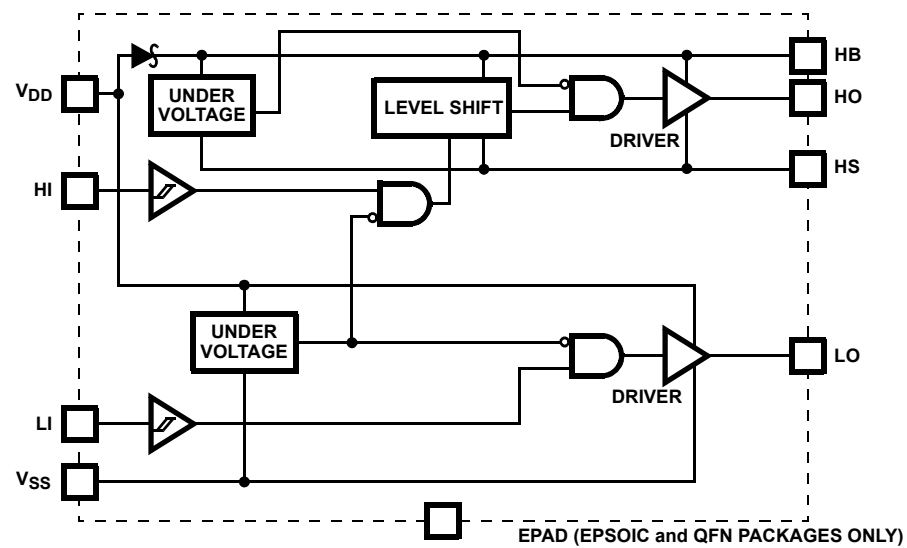 HB
VDD
UNDER
VOLTAGE
LEVEL SHIFT
HO
DRIVER
HI
HS
UNDER
VOLTAGE
LO
DRIVER
LI
VSS
EPAD (EPSOIC and QFN PACKAGES ONLY)